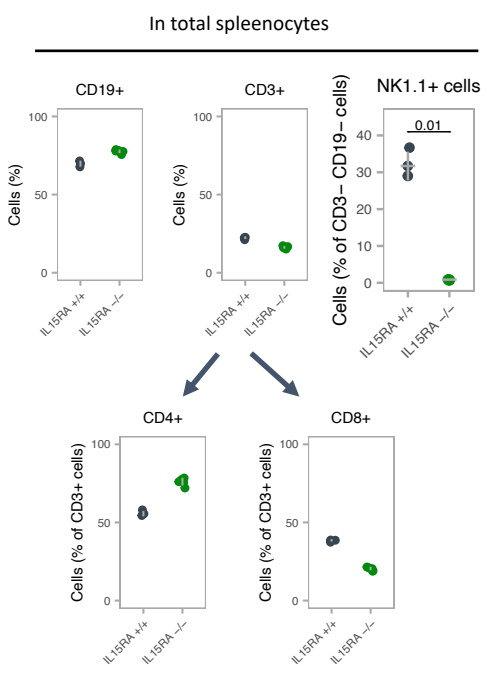 In total spleenocytes
CD19+
Cells (%)
100
50
0
IL15RA +/+
IL15RA −/−
CD3+
Cells (%)
100
50
0
IL15RA +/+
IL15RA −/−
NK1.1+ cells
Cells (% of CD3− CD19− cells)
40
30
20
10
0
0.01
IL15RA +/+
IL15RA −/−
CD4+
Cells (% of CD3+ cells)
100
50
0
IL15RA +/+
IL15RA −/−
CD8+
Cells (% of CD3+ cells)
100
50
0
IL15RA +/+
IL15RA −/−